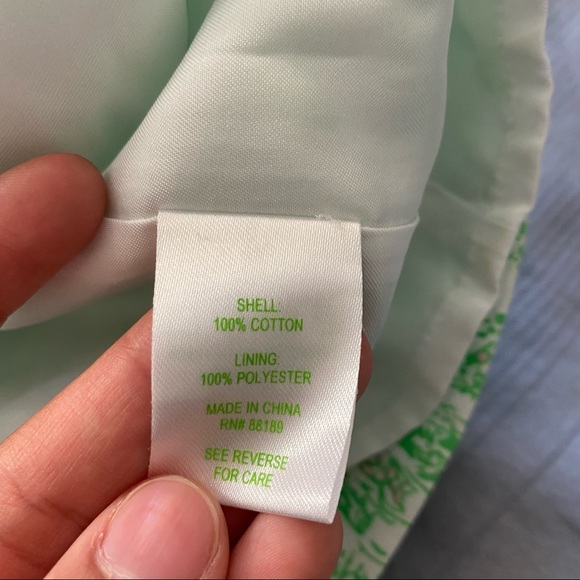 SHELL:
100% COTTON
LINING:
100% POLYESTER
MADE IN CHINA
RN# 88189
SEE REVERSE
FOR CARE